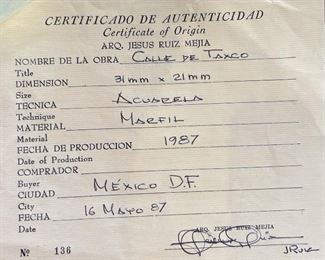 CERTIFICADO DE AUTENTICIDAD
Certificate of Origin
ARQ. JESUS RUIZ MEJIA
NOMBRE DE LA OBRA CALLE DE TAXCO
Title
DIMENSION 31mm x 21mm
Size
TECNICA ACUARELA
Technique
MATERIAL MARFIL
Material
FECHA DE PRODUCCION 1987
Date of Production
COMPRADOR
Buyer
CIUDAD MÉXICO D.F.
City
FECHA 16 MAYO 87
Date
ARQ. JESUS RUIZ MEJIA
Nº 136
J RUIZ